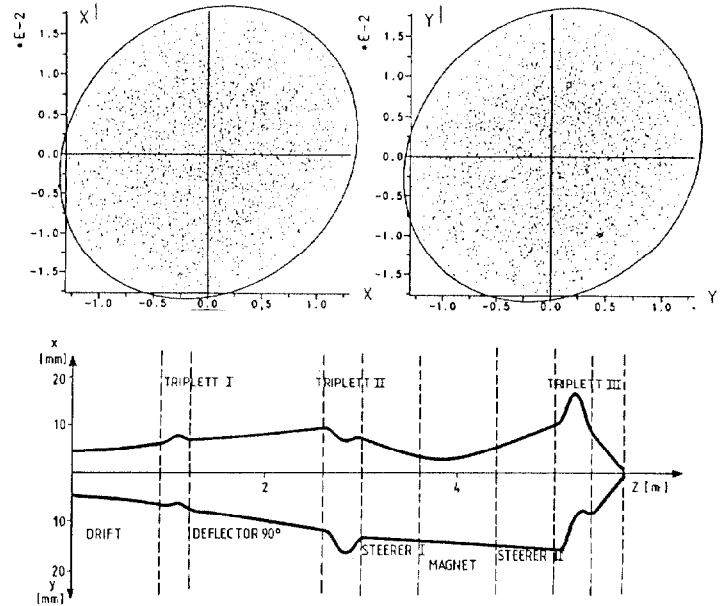 *E-2
X'
1.5
1.0
0.5
0.0
-0.5
-1.0
-1.5
-1.0
-0.5
0.0
0.5
1.0
X
*E-2
Y'
1.5
1.0
0.5
0.0
-0.5
-1.0
-1.5
-1.0
-0.5
0.0
0.5
1.0
Y
x
[mm]
20
10
TRIPLETT I
TRIPLETT II
TRIPLETT III
2
4
Z [m]
10
20
y
[mm]
DRIFT
DEFLECTOR 90°
STEERER I
MAGNET
STEERER II